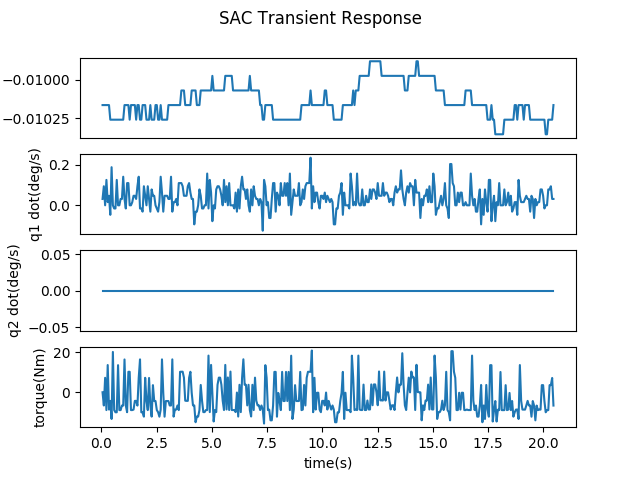 SAC Transient Response
−0.01000
−0.01025
q1 dot(deg/s)
0.2
0.0
q2 dot(deg/s)
0.05
0.00
−0.05
torque(Nm)
20
0
0.0 2.5 5.0 7.5 10.0 12.5 15.0 17.5 20.0
time(s)